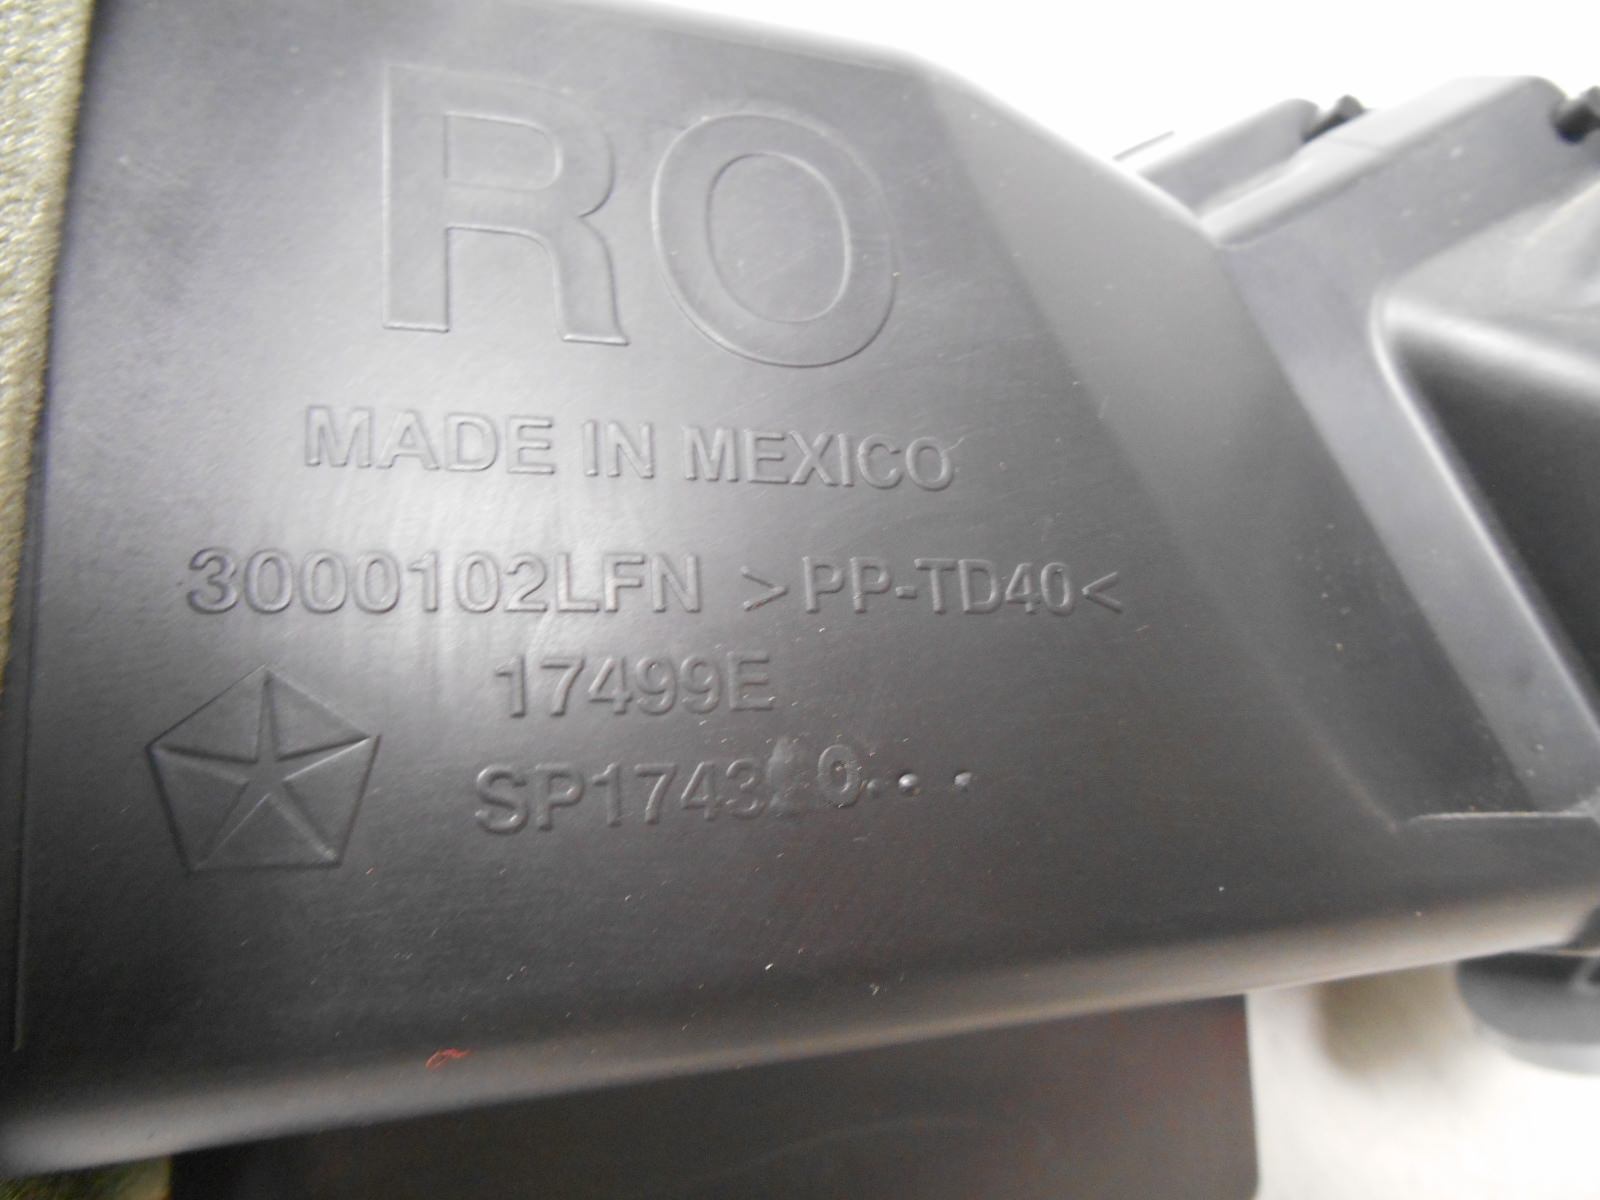 RO
MADE IN MEXICO
3000102LFN >PP-TD40<
17499E